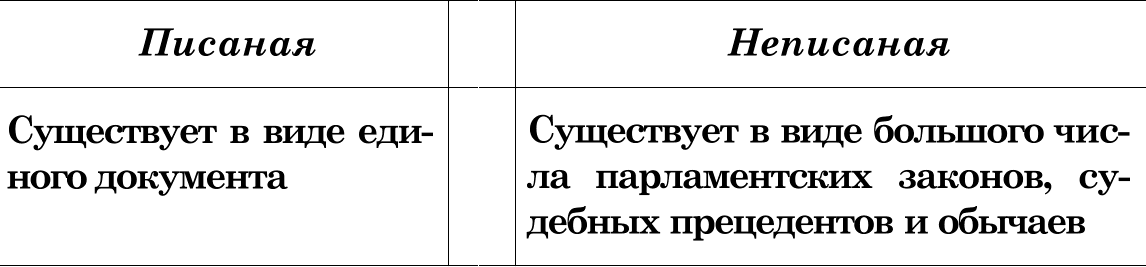 Писаная
Неписаная
Существует в виде еди-
ного документа
Существует в виде большого чис-
ла парламентских законов, су-
дебных прецедентов и обычаев